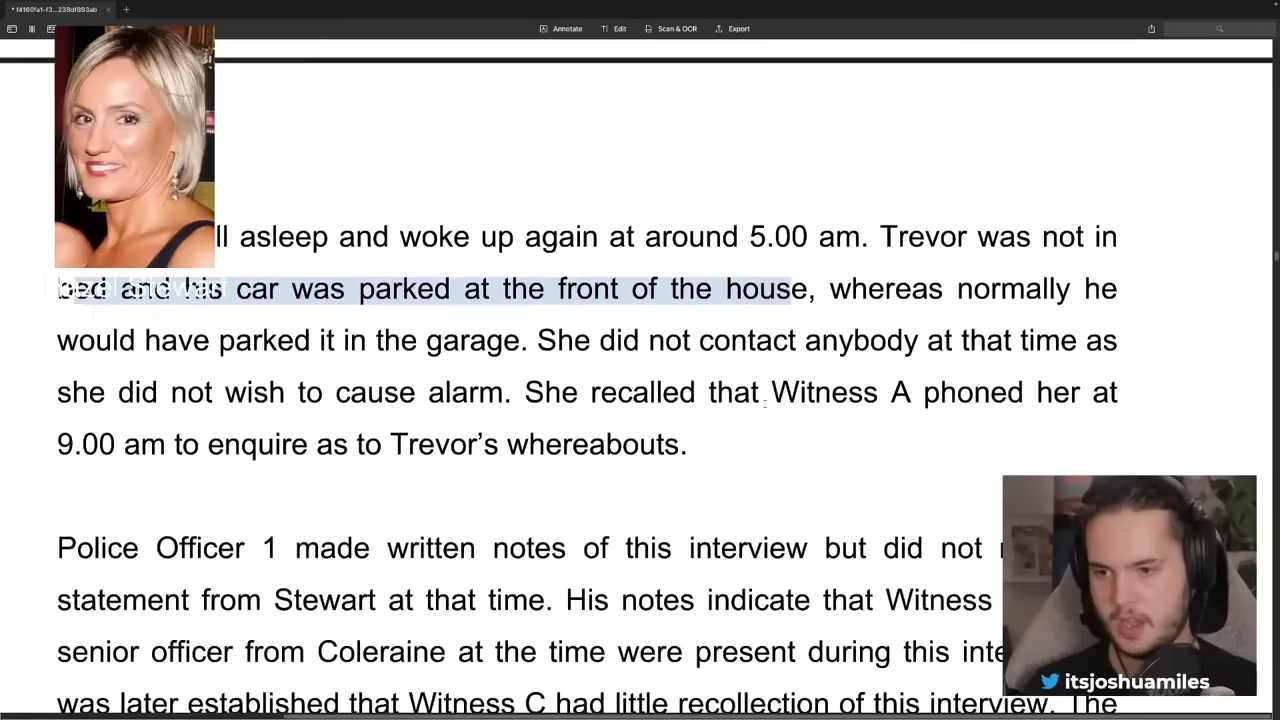 f4160fa1-f3...238df893ab
Annotate
Edit
Scan & OCR
Export
ll asleep and woke up again at around 5.00 am. Trevor was not in
bed and his car was parked at the front of the house, whereas normally he
Hazel Stewart
would have parked it in the garage. She did not contact anybody at that time as
she did not wish to cause alarm. She recalled that Witness A phoned her at
9.00 am to enquire as to Trevor’s whereabouts.
Police Officer 1 made written notes of this interview but did not
statement from Stewart at that time. His notes indicate that Witness
senior officer from Coleraine at the time were present during this inte
was later established that Witness C had little recollection of this interview. The
itsjoshuamiles